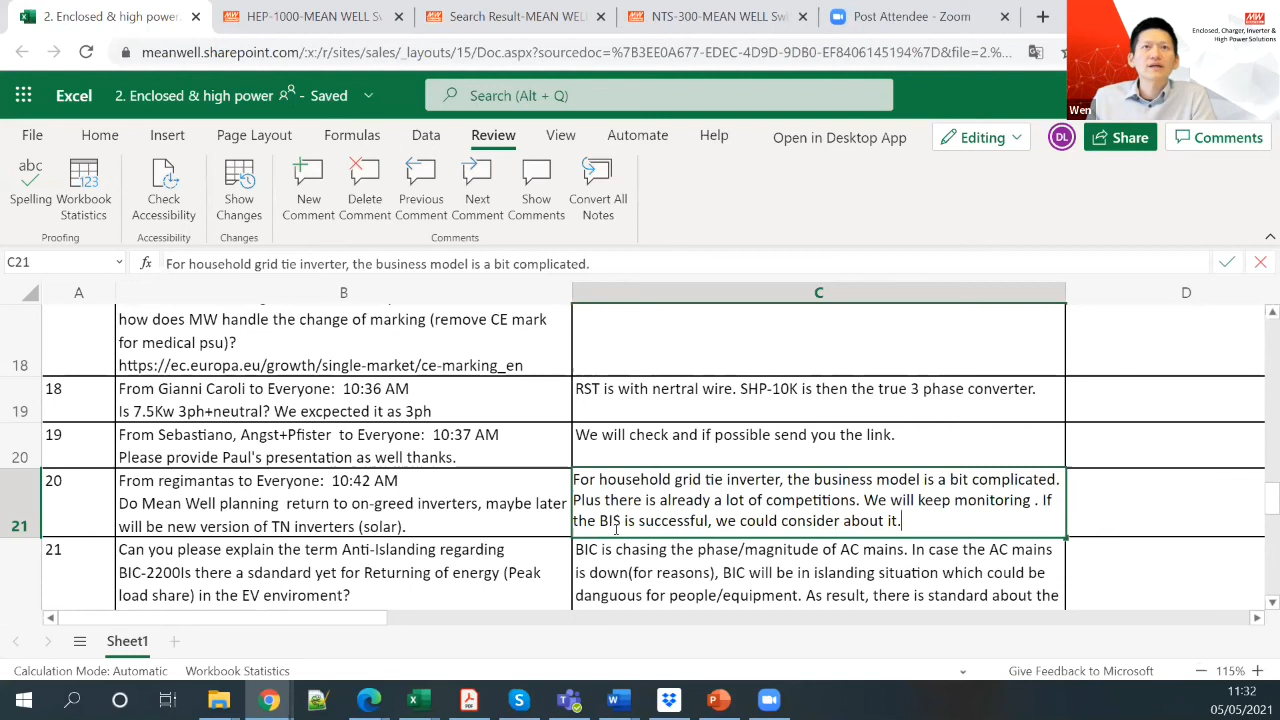 2. Enclosed & high power
HEP-1000-MEAN WELL Sw
Search Result-MEAN WEL
NTS-300-MEAN WELL Swi
Post Attendee - Zoom
meanwell.sharepoint.com/:x:/r/sites/sales/_layouts/15/Doc.aspx?sourcedoc=%7B3EE0A677-EDEC-4D9D-9DB0-EF8406145194%7D&file=2.%...
MW
Enclosed, Charger, Inverter &
High Power Solutions
Wen
Excel
2. Enclosed & high power - Saved
Search (Alt + Q)
File
Home
Insert
Page Layout
Formulas
Data
Review
View
Automate
Help
Open in Desktop App
Editing
DL
Share
Comments
abc
123
Spelling
Workbook
Statistics
Check
Accessibility
Show
Changes
New
Comment
Delete
Comment
Previous
Comment
Next
Comment
Show
Comments
Convert All
Notes
Proofing
Accessibility
Changes
Comments
C21
fx
For household grid tie inverter, the business model is a bit complicated.
A
B
C
D
18
how does MW handle the change of marking (remove CE mark
for medical psu)?
https://ec.europa.eu/growth/single-market/ce-marking_en
19
18
From Gianni Caroli to Everyone: 10:36 AM
Is 7.5Kw 3ph+neutral? We excpected it as 3ph
RST is with nertral wire. SHP-10K is then the true 3 phase converter.
20
19
From Sebastiano, Angst+Pfister to Everyone: 10:37 AM
Please provide Paul's presentation as well thanks.
We will check and if possible send you the link.
21
20
From regimantas to Everyone: 10:42 AM
Do Mean Well planning return to on-greed inverters, maybe later
will be new version of TN inverters (solar).
For household grid tie inverter, the business model is a bit complicated.
Plus there is already a lot of competitions. We will keep monitoring . If
the BIS is successful, we could consider about it.
21
Can you please explain the term Anti-Islanding regarding
BIC-2200Is there a sdandard yet for Returning of energy (Peak
load share) in the EV enviroment?
BIC is chasing the phase/magnitude of AC mains. In case the AC mains
is down(for reasons), BIC will be in islanding situation which could be
danguous for people/equipment. As result, there is standard about the
Sheet1
Calculation Mode: Automatic
Workbook Statistics
Give Feedback to Microsoft
115%
11:32
05/05/2021